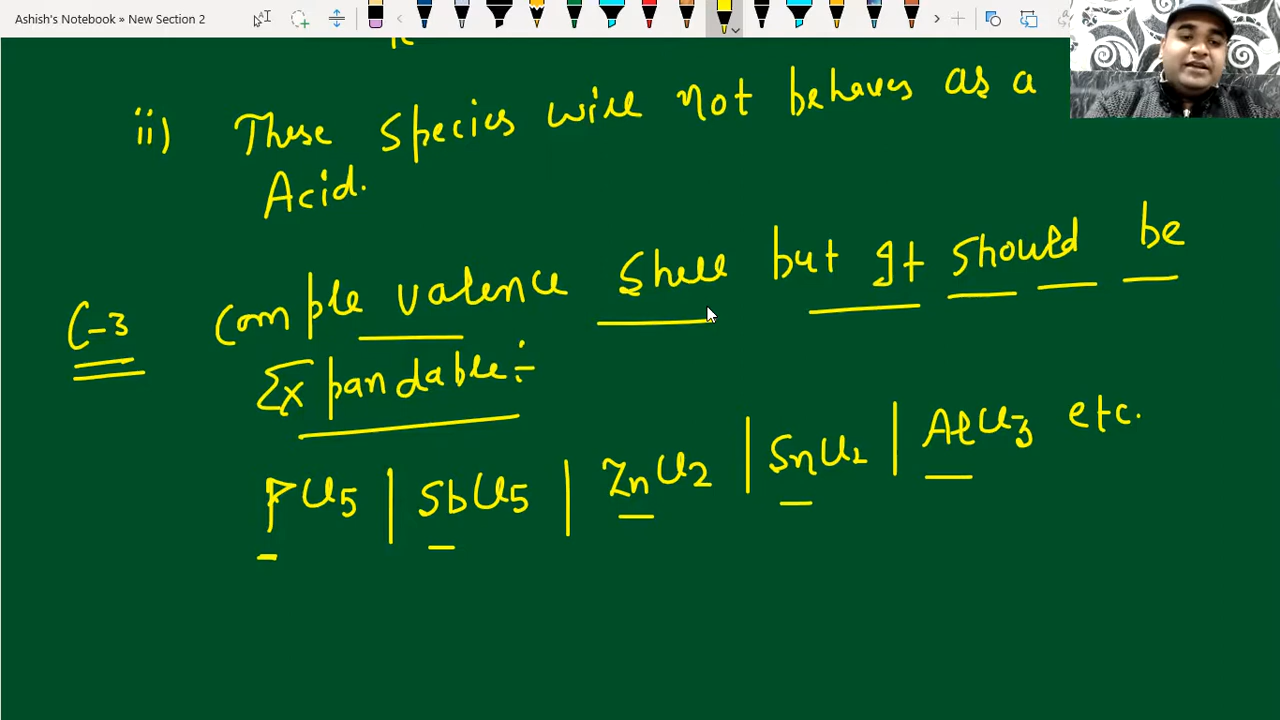 Ashish's Notebook » New Section 2
ii) These species will not behaves as a
Acid.
C-3 comple valence shell but It should be
Expandable:-
PCl5 | SbCl5 | ZnCl2 | SnCl2 | AlCl3 etc.